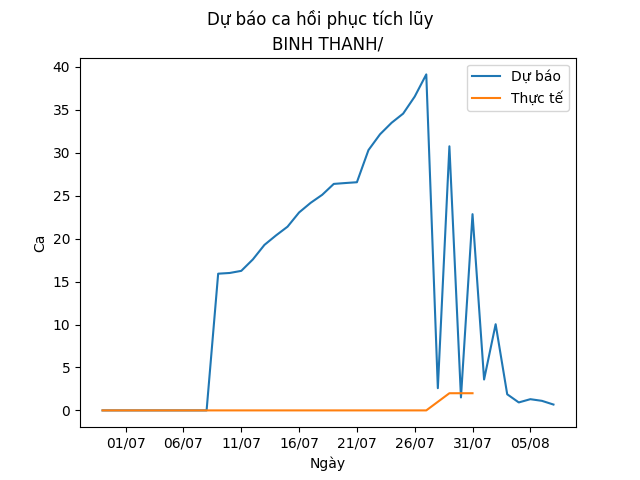 Dự báo ca hồi phục tích lũy
BINH THANH/
Dự báo
Thực tế
Ca
40
35
30
25
20
15
10
5
0
01/07 06/07 11/07 16/07 21/07 26/07 31/07 05/08
Ngày